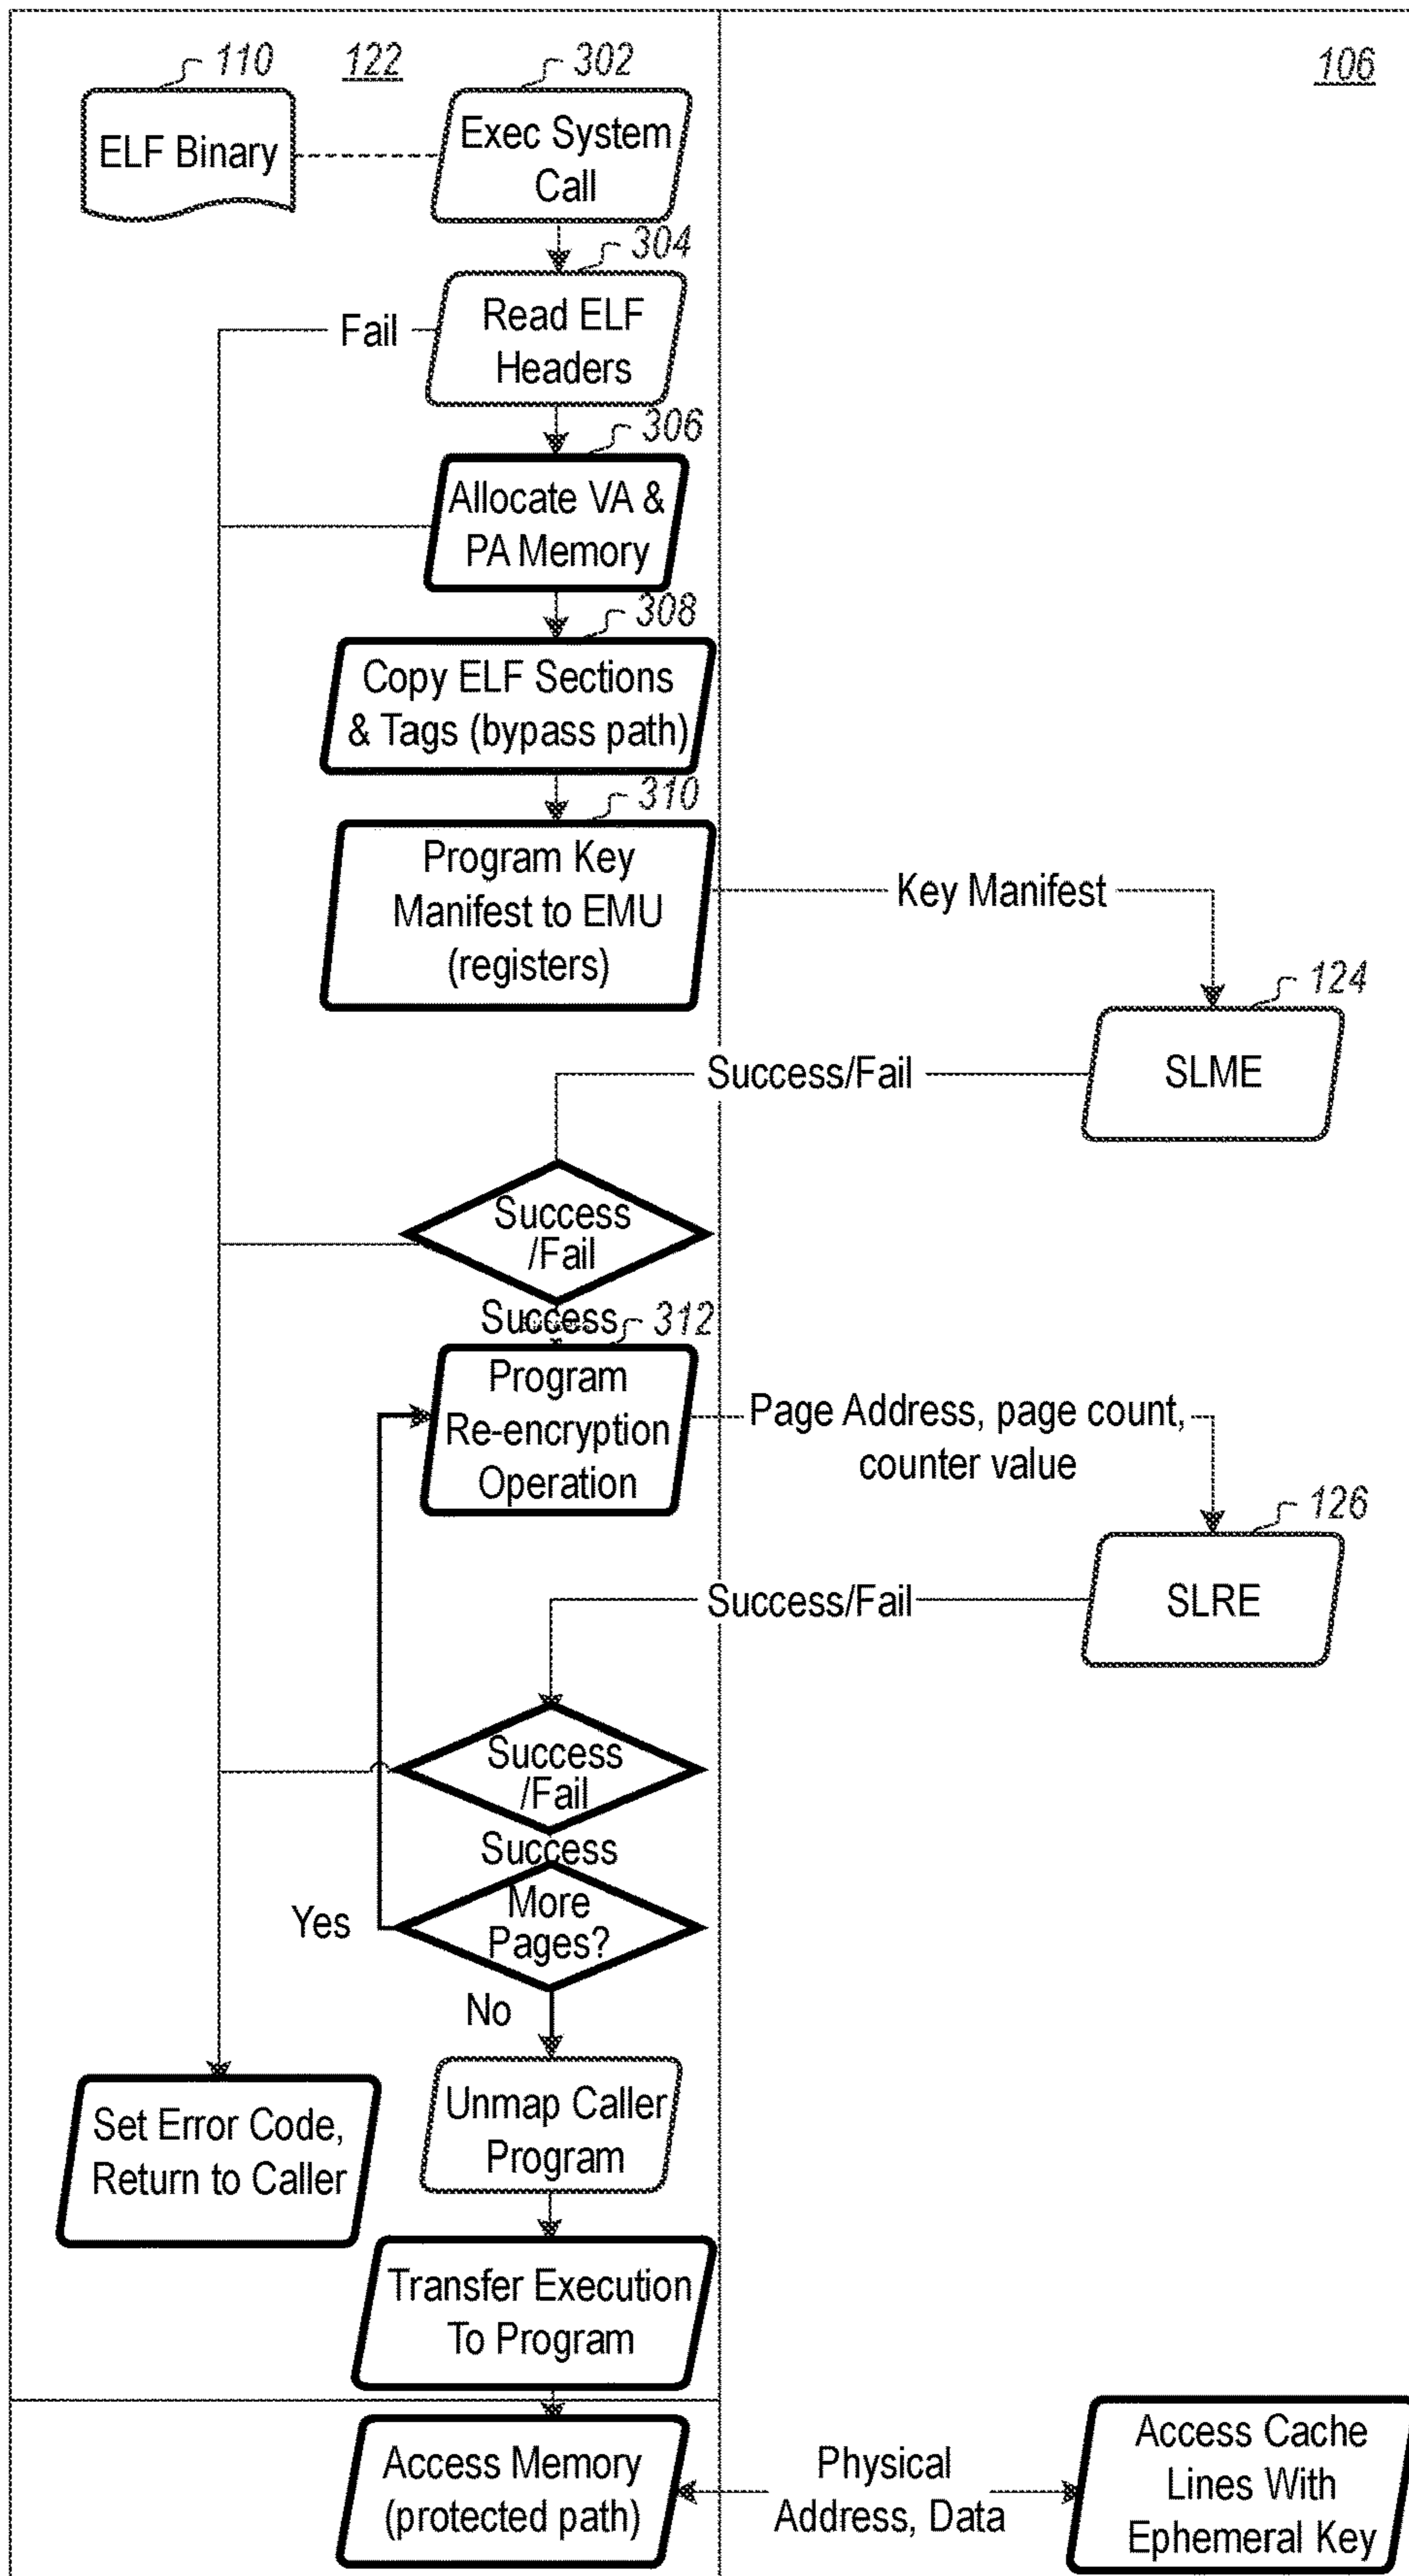 110
122
302
106
ELF Binary
Exec System
Call
304
Fail
Read ELF
Headers
306
Allocate VA &
PA Memory
308
Copy ELF Sections
& Tags (bypass path)
310
Program Key
Manifest to EMU
(registers)
Key Manifest
124
SLME
Success/Fail
Success
/Fail
Success
312
Program
Re-encryption
Operation
Page Address, page count,
counter value
126
SLRE
Success/Fail
Success
/Fail
Success
More
Pages?
Yes
No
Unmap Caller
Program
Set Error Code,
Return to Caller
Transfer Execution
To Program
Access Memory
(protected path)
Physical
Address, Data
Access Cache
Lines With
Ephemeral Key